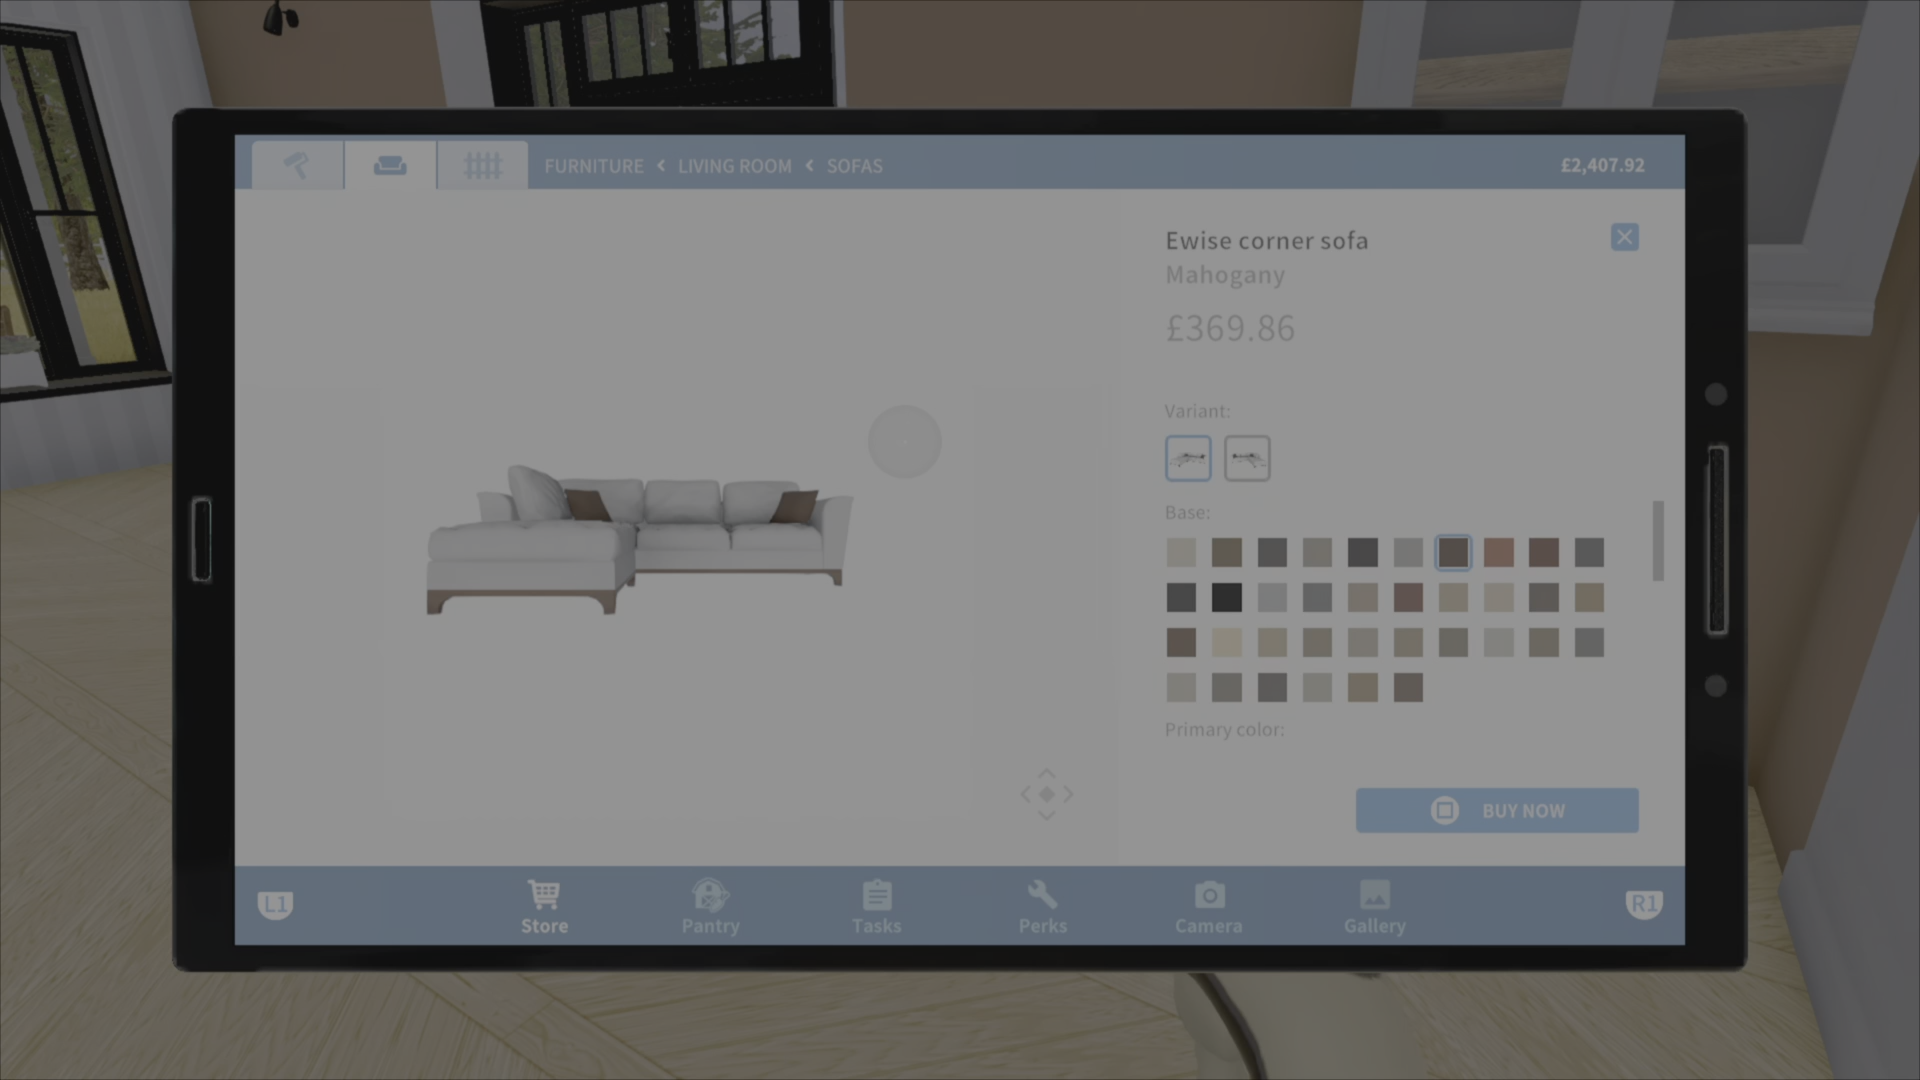 FURNITURE < LIVING ROOM < SOFAS
£2,407.92
Ewise corner sofa
Mahogany
£369.86
Variant:
Base:
Primary color:
BUY NOW
L1
Store
Pantry
Tasks
Perks
Camera
Gallery
R1